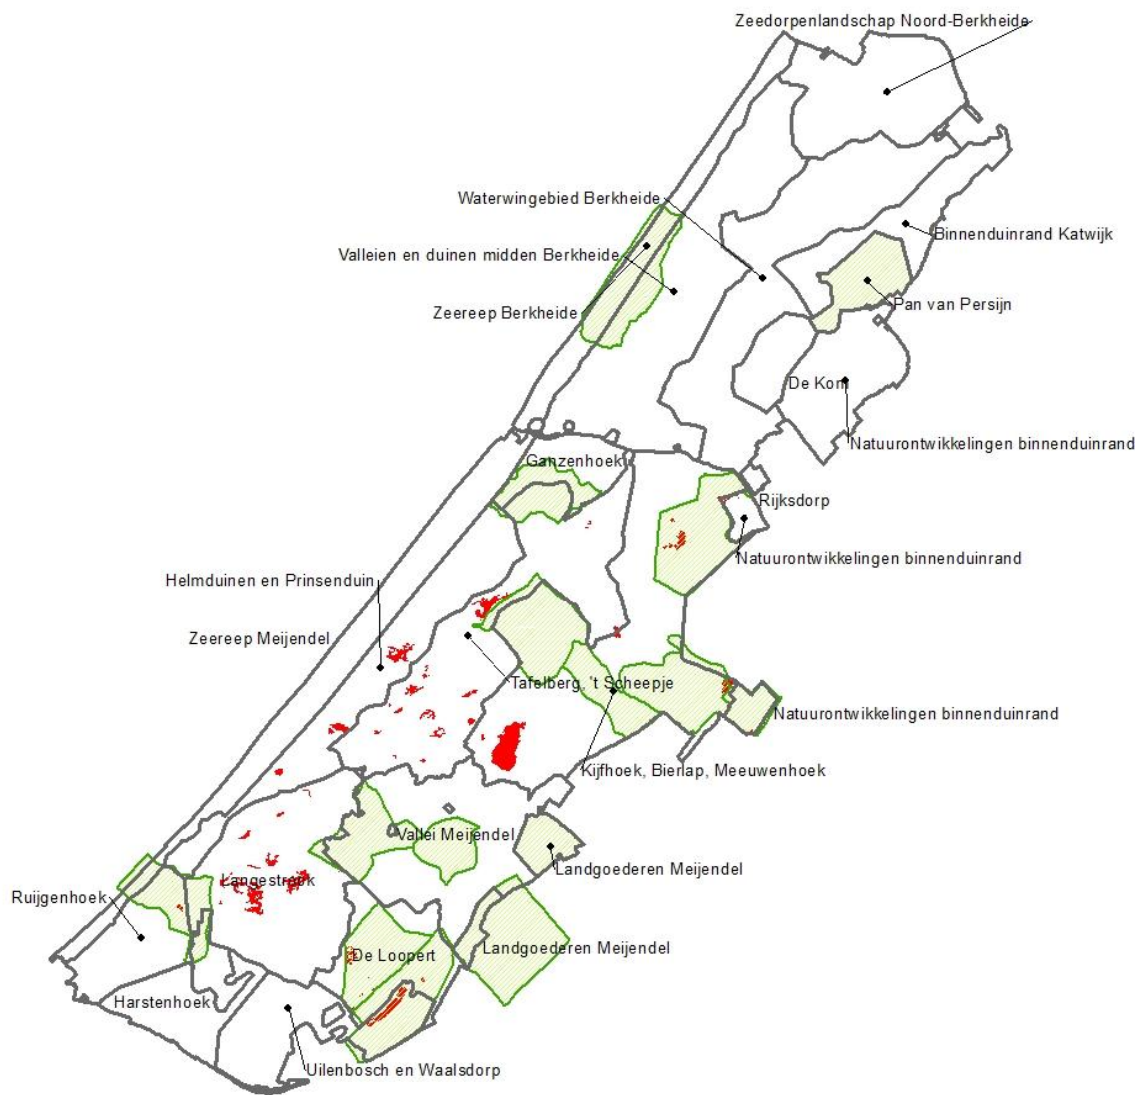 Zeedorpenlandschap Noord-Berkheide
Waterwingebied Berkheide
Binnenduinrand Katwijk
Valleien en duinen midden Berkheide
Pan van Persijn
Zeereep Berkheide
De Kom
Natuurontwikkelingen binnenduinrand
Ganzenhoek
Rijksdorp
Natuurontwikkelingen binnenduinrand
Helmduinen en Prinsenduin
Zeereep Meijendel
Tafelberg, 't Scheepje
Natuurontwikkelingen binnenduinrand
Kijfhoek, Bierlap, Meeuwenhoek
Vallei Meijendel
Landgoederen Meijendel
Langestrook
Ruijgenhoek
Landgoederen Meijendel
De Loopert
Harstenhoek
Uilenbosch en Waalsdorp